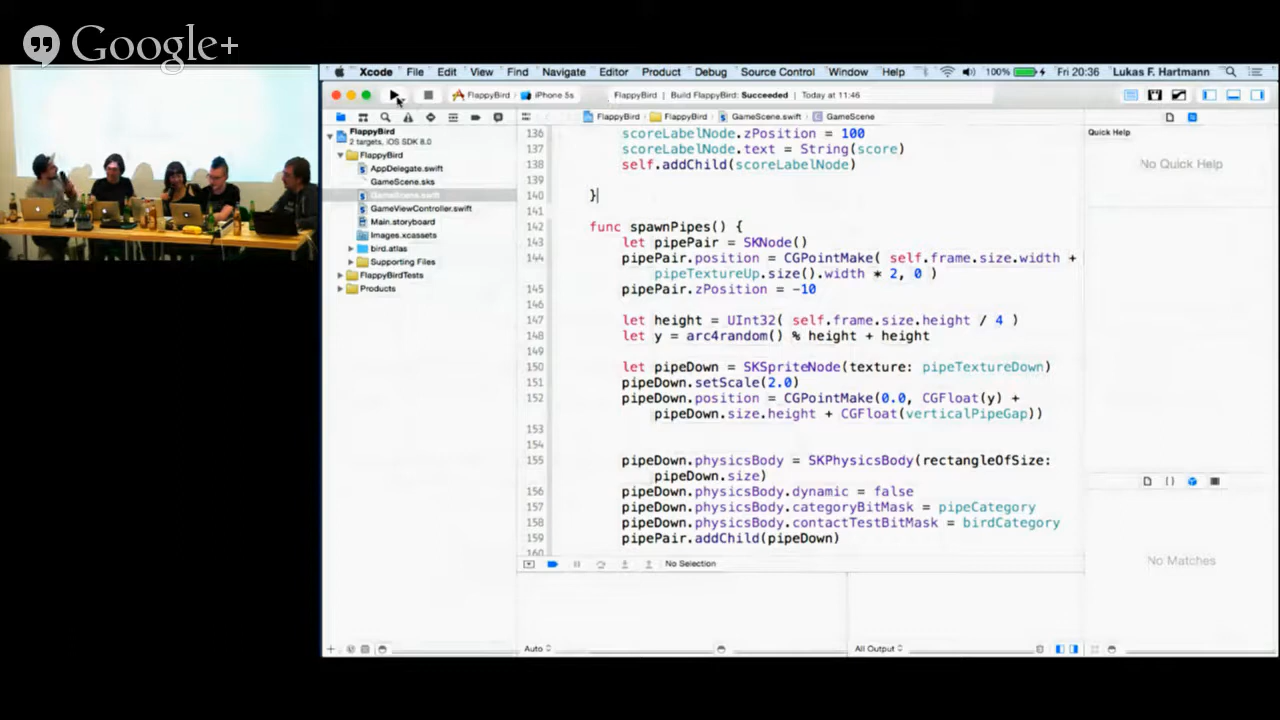 Google+
Xcode File Edit View Find Navigate Editor Product Debug Source Control Window Help 100% Fri 20:36 Lukas F. Hartmann
FlappyBird iPhone 5s FlappyBird | Build FlappyBird: Succeeded | Today at 11:46
FlappyBird FlappyBird GameScene.swift GameScene
FlappyBird
2 targets, iOS SDK 8.0
FlappyBird
AppDelegate.swift
GameScene.sks
GameScene.swift
GameViewController.swift
Main.storyboard
Images.xcassets
bird.atlas
Supporting Files
FlappyBirdTests
Products
136 scoreLabelNode.zPosition = 100
137 scoreLabelNode.text = String(score)
138 self.addChild(scoreLabelNode)
139
140 }
141
142 func spawnPipes() {
143 let pipePair = SKNode()
144 pipePair.position = CGPointMake( self.frame.size.width +
pipeTextureUp.size().width * 2, 0 )
145 pipePair.zPosition = -10
146
147 let height = UInt32( self.frame.size.height / 4 )
148 let y = arc4random() % height + height
149
150 let pipeDown = SKSpriteNode(texture: pipeTextureDown)
151 pipeDown.setScale(2.0)
152 pipeDown.position = CGPointMake(0.0, CGFloat(y) +
pipeDown.size.height + CGFloat(verticalPipeGap))
153
154
155 pipeDown.physicsBody = SKPhysicsBody(rectangleOfSize:
pipeDown.size)
156 pipeDown.physicsBody.dynamic = false
157 pipeDown.physicsBody.categoryBitMask = pipeCategory
158 pipeDown.physicsBody.contactTestBitMask = birdCategory
159 pipePair.addChild(pipeDown)
160
No Selection
Auto
All Output
Quick Help
No Quick Help
No Matches